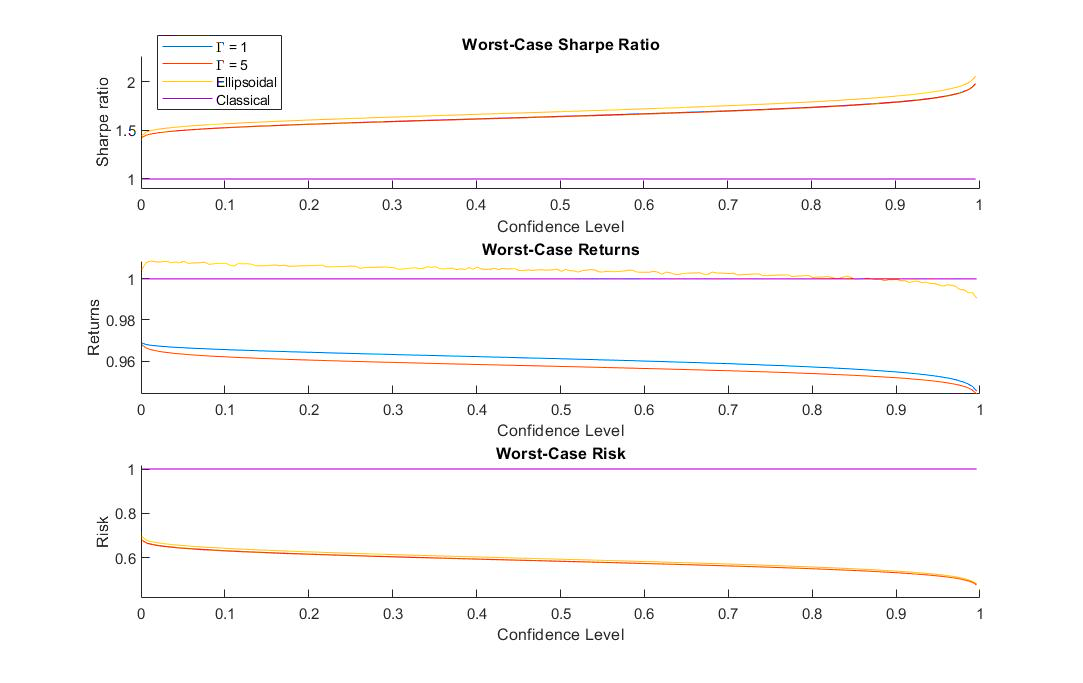 Worst-Case Sharpe Ratio
Γ = 1
Γ = 5
Ellipsoidal
Classical
Sharpe ratio
2
1.5
1
0 0.1 0.2 0.3 0.4 0.5 0.6 0.7 0.8 0.9 1
Confidence Level
Worst-Case Returns
Returns
1
0.98
0.96
0 0.1 0.2 0.3 0.4 0.5 0.6 0.7 0.8 0.9 1
Confidence Level
Worst-Case Risk
Risk
1
0.8
0.6
0 0.1 0.2 0.3 0.4 0.5 0.6 0.7 0.8 0.9 1
Confidence Level